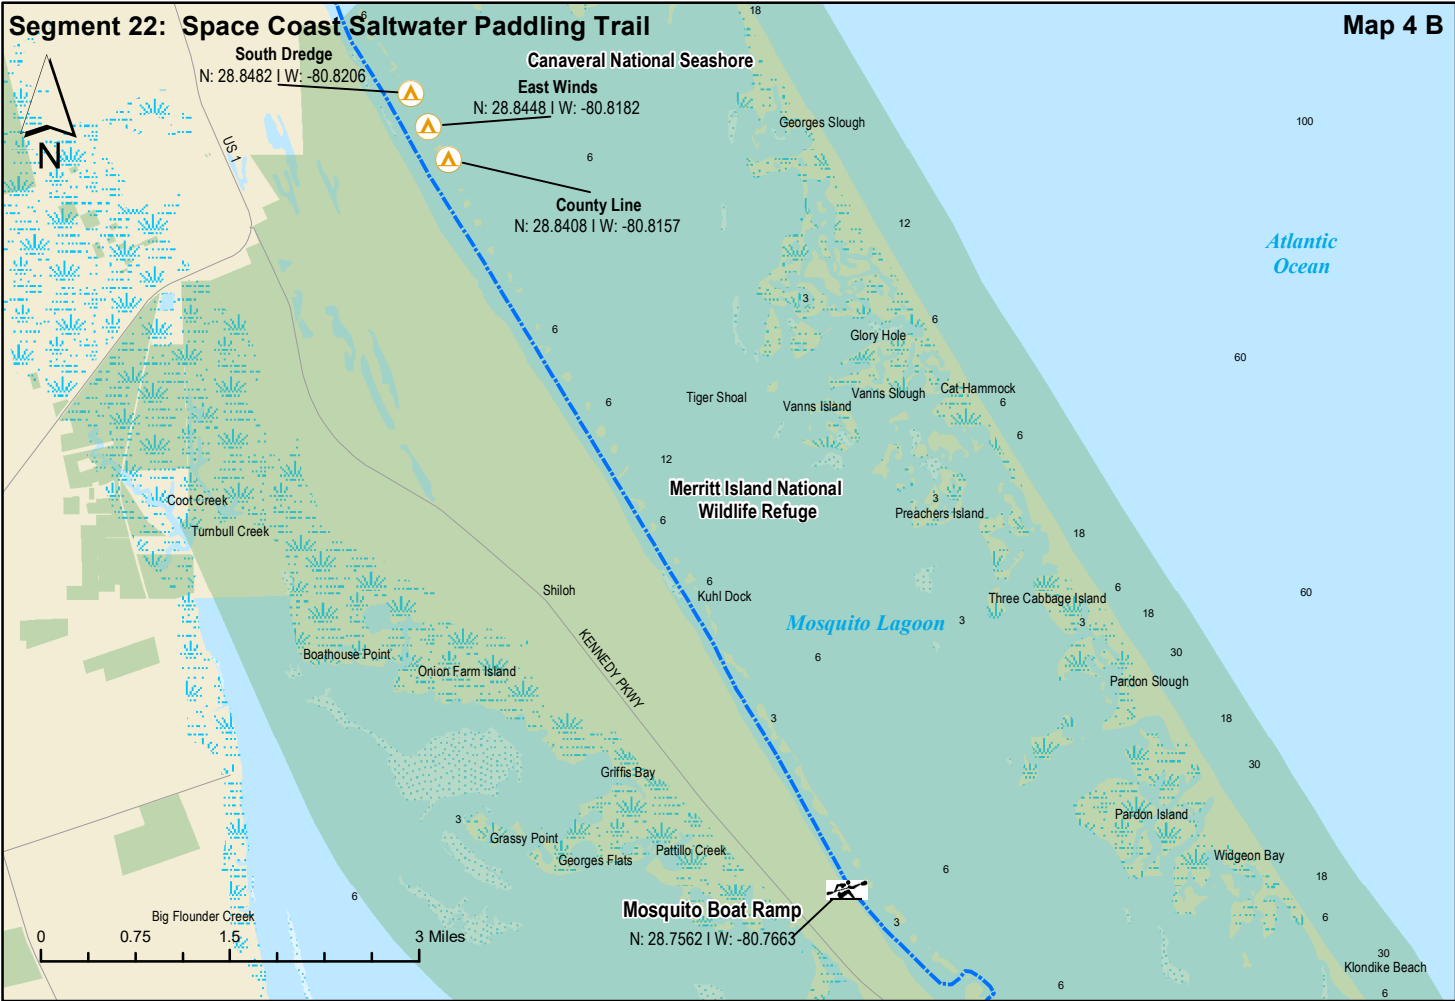 Segment 22: Space Coast Saltwater Paddling Trail
Map 4 B
South Dredge
N: 28.8482 I W: -80.8206
Canaveral National Seashore
East Winds
N: 28.8448 I W: -80.8182
County Line
N: 28.8408 I W: -80.8157
N
US 1
6
18
Georges Slough
100
6
12
Atlantic
Ocean
3
6
6
Glory Hole
60
Tiger Shoal
Vanns Island
Vanns Slough
Cat Hammock
6
6
6
12
Merritt Island National
Wildlife Refuge
3
Preachers Island
Coot Creek
Turnbull Creek
6
18
Shiloh
6
Kuhl Dock
Three Cabbage Island
6
60
18
Mosquito Lagoon
3
3
KENNEDY PKWY
Boathouse Point
Onion Farm Island
6
30
Pardon Slough
3
18
30
Griffis Bay
3
Grassy Point
Georges Flats
Pattillo Creek
Pardon Island
Widgeon Bay
6
6
18
Big Flounder Creek
Mosquito Boat Ramp
N: 28.7562 I W: -80.7663
3
6
0
0.75
1.5
3 Miles
30
Klondike Beach
6
6